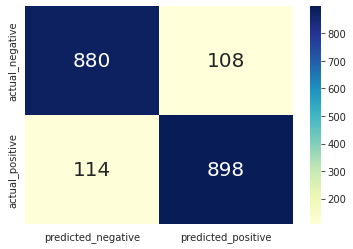 actual_negative
880
108
actual_positive
114
898
predicted_negative
predicted_positive
800
700
600
500
400
300
200